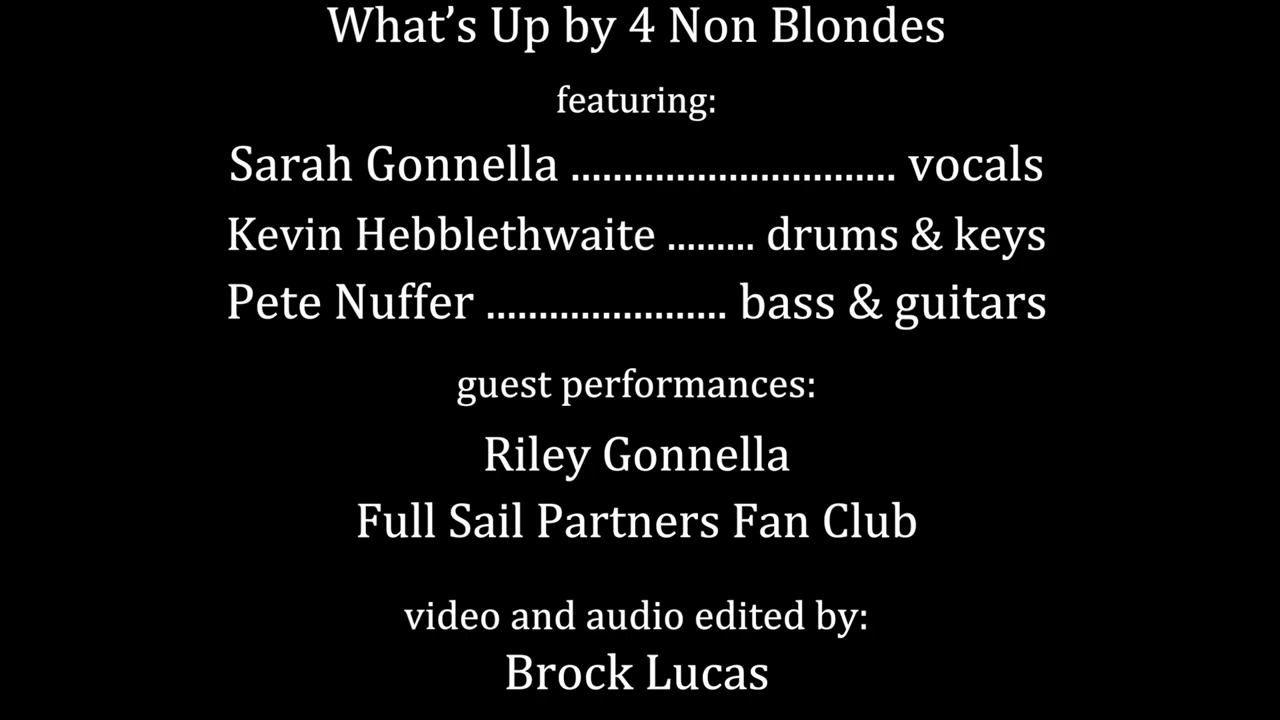 What's Up by 4 Non Blondes
featuring:
Sarah Gonnella ............................... vocals
Kevin Hebblethwaite ......... drums & keys
Pete Nuffer ....................... bass & guitars
guest performances:
Riley Gonnella
Full Sail Partners Fan Club
video and audio edited by:
Brock Lucas